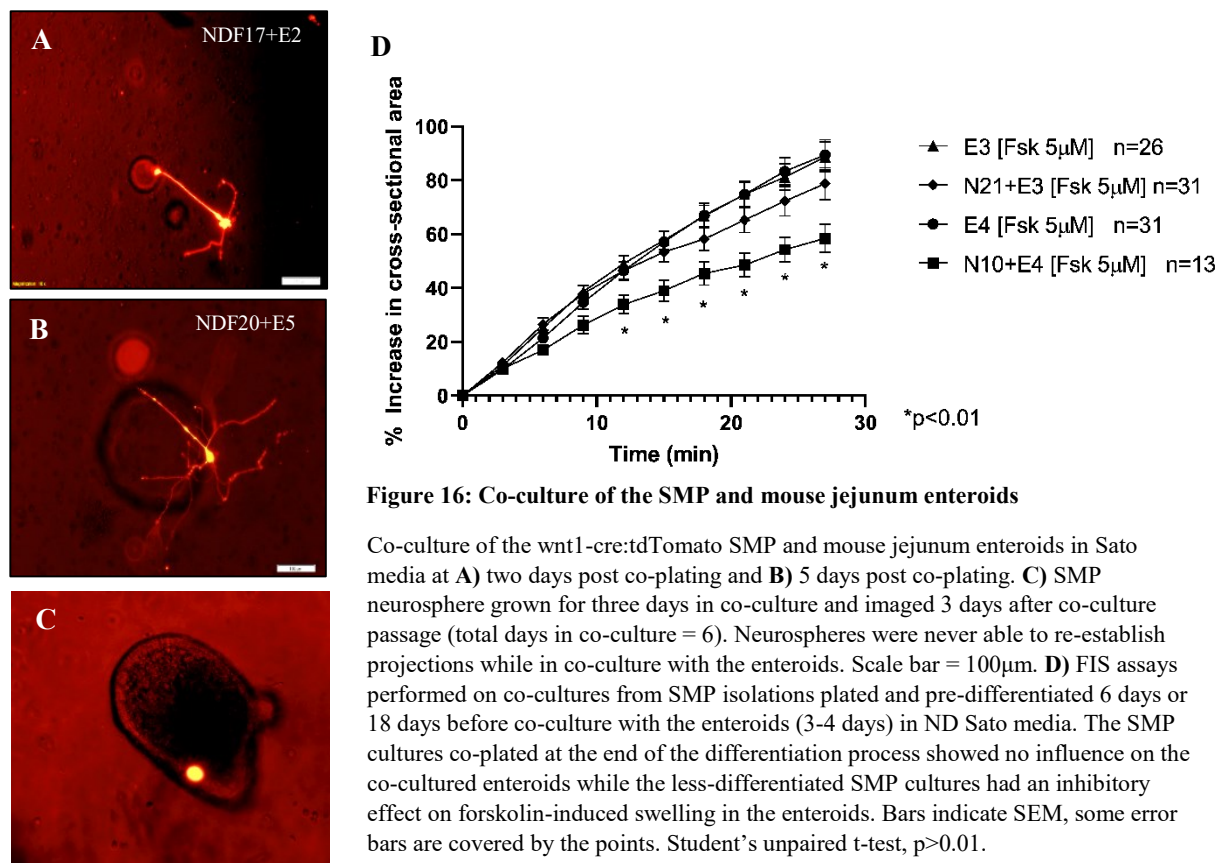 A
NDF17+E2
B
NDF20+E5
C
D
% Increase in cross-sectional area
100
80
60
40
20
0
0
10
20
30
Time (min)
*
*
*
*
*
*
E3 [Fsk 5μM] n=26
N21+E3 [Fsk 5μM] n=31
E4 [Fsk 5μM] n=31
N10+E4 [Fsk 5μM] n=13
*p<0.01
Figure 16: Co-culture of the SMP and mouse jejunum enteroids
Co-culture of the wnt1-cre:tdTomato SMP and mouse jejunum enteroids in Sato
media at A) two days post co-plating and B) 5 days post co-plating. C) SMP
neurosphere grown for three days in co-culture and imaged 3 days after co-culture
passage (total days in co-culture = 6). Neurospheres were never able to re-establish
projections while in co-culture with the enteroids. Scale bar = 100μm. D) FIS assays
performed on co-cultures from SMP isolations plated and pre-differentiated 6 days or
18 days before co-culture with the enteroids (3-4 days) in ND Sato media. The SMP
cultures co-plated at the end of the differentiation process showed no influence on the
co-cultured enteroids while the less-differentiated SMP cultures had an inhibitory
effect on forskolin-induced swelling in the enteroids. Bars indicate SEM, some error
bars are covered by the points. Student's unpaired t-test, p>0.01.